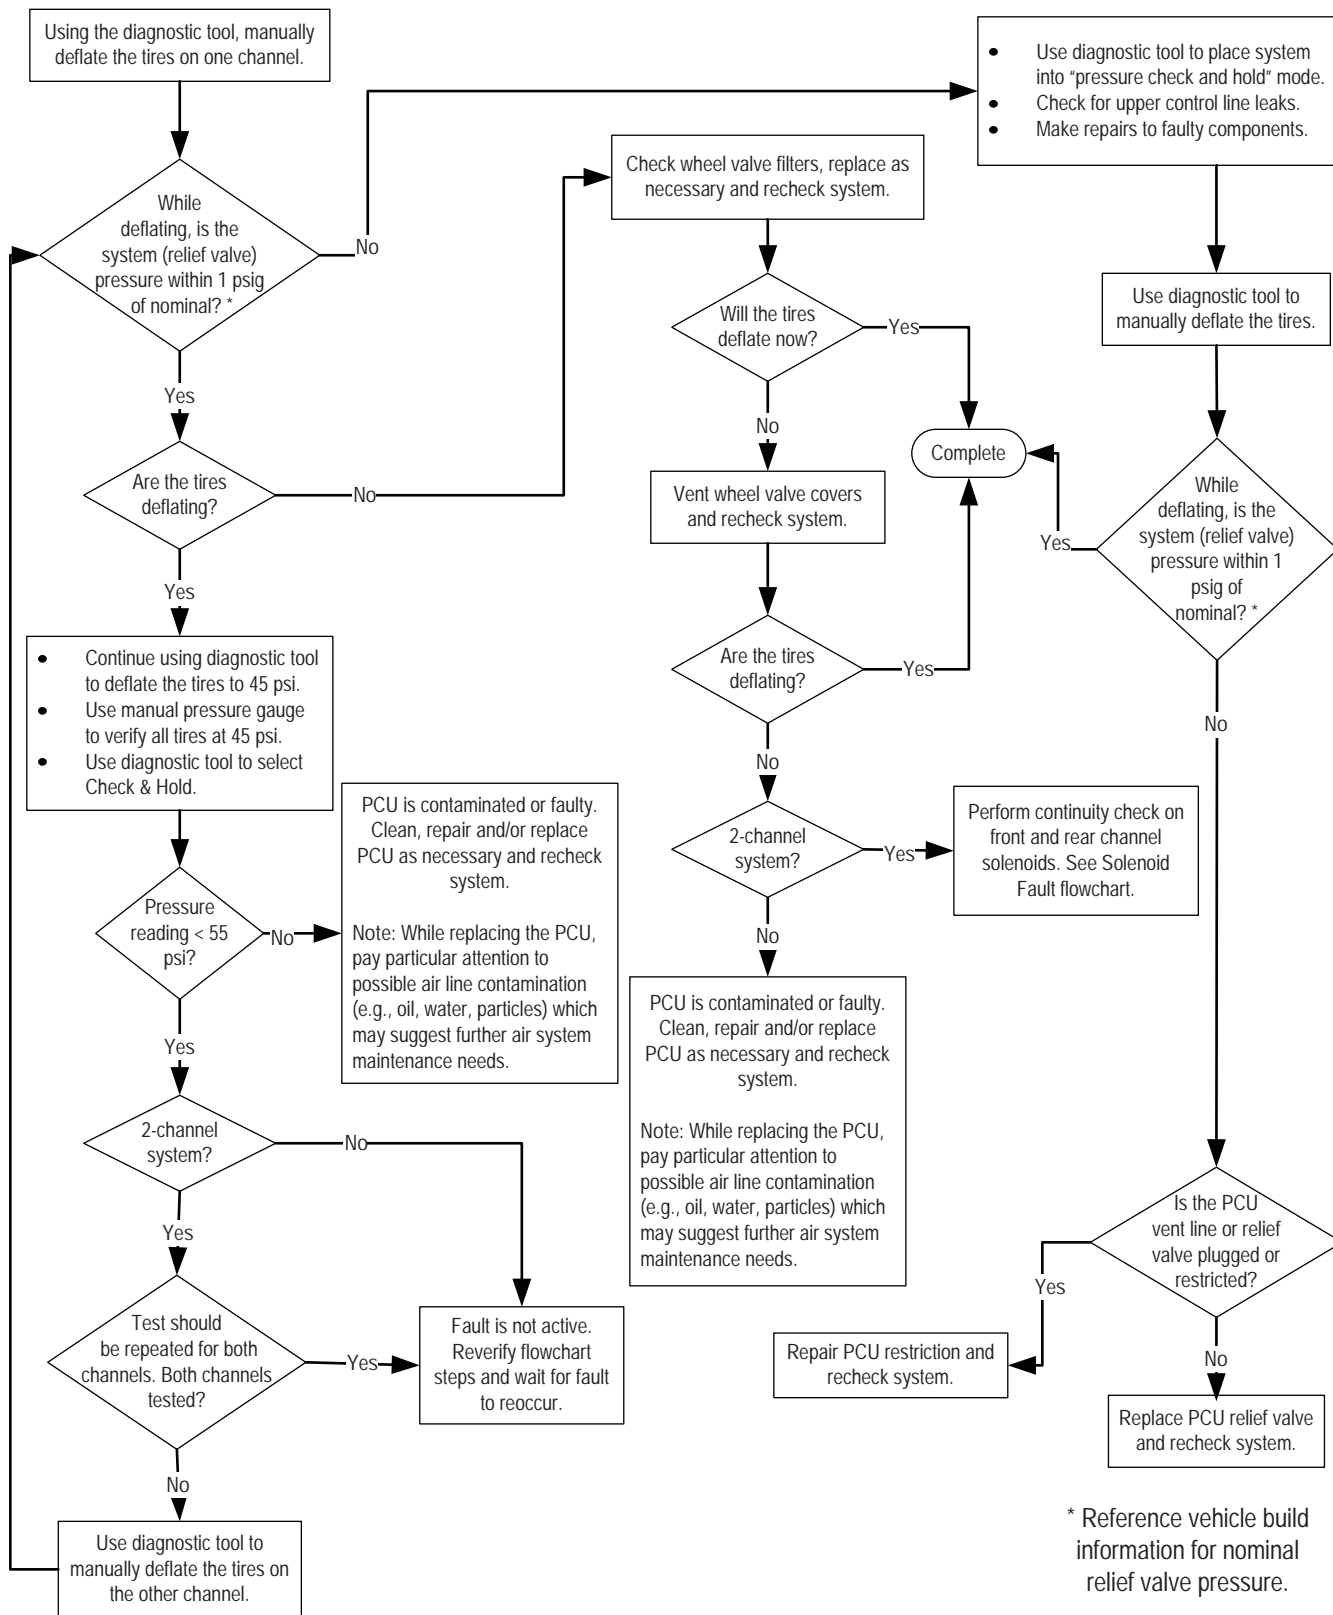 Using the diagnostic tool, manually
deflate the tires on one channel.
While
deflating, is the
system (relief valve)
pressure within 1 psig
of nominal? *
No
Yes
Are the tires
deflating?
No
Yes
• Continue using diagnostic tool
to deflate the tires to 45 psi.
• Use manual pressure gauge
to verify all tires at 45 psi.
• Use diagnostic tool to select
Check & Hold.
Pressure
reading < 55
psi?
No
Yes
PCU is contaminated or faulty.
Clean, repair and/or replace
PCU as necessary and recheck
system.
Note: While replacing the PCU,
pay particular attention to
possible air line contamination
(e.g., oil, water, particles) which
may suggest further air system
maintenance needs.
2-channel
system?
No
Yes
Test should
be repeated for both
channels. Both channels
tested?
Yes
No
Fault is not active.
Reverify flowchart
steps and wait for fault
to reoccur.
Use diagnostic tool to
manually deflate the tires on
the other channel.
Check wheel valve filters, replace as
necessary and recheck system.
Will the tires
deflate now?
Yes
No
Complete
Vent wheel valve covers
and recheck system.
Are the tires
deflating?
Yes
No
2-channel
system?
Yes
No
Perform continuity check on
front and rear channel
solenoids. See Solenoid
Fault flowchart.
PCU is contaminated or faulty.
Clean, repair and/or replace
PCU as necessary and recheck
system.
Note: While replacing the PCU,
pay particular attention to
possible air line contamination
(e.g., oil, water, particles) which
may suggest further air system
maintenance needs.
• Use diagnostic tool to place system
into “pressure check and hold” mode.
• Check for upper control line leaks.
• Make repairs to faulty components.
Use diagnostic tool to
manually deflate the tires.
While
deflating, is the
system (relief valve)
pressure within 1
psig of
nominal? *
Yes
No
Is the PCU
vent line or relief
valve plugged or
restricted?
Yes
No
Repair PCU restriction and
recheck system.
Replace PCU relief valve
and recheck system.
* Reference vehicle build
information for nominal
relief valve pressure.